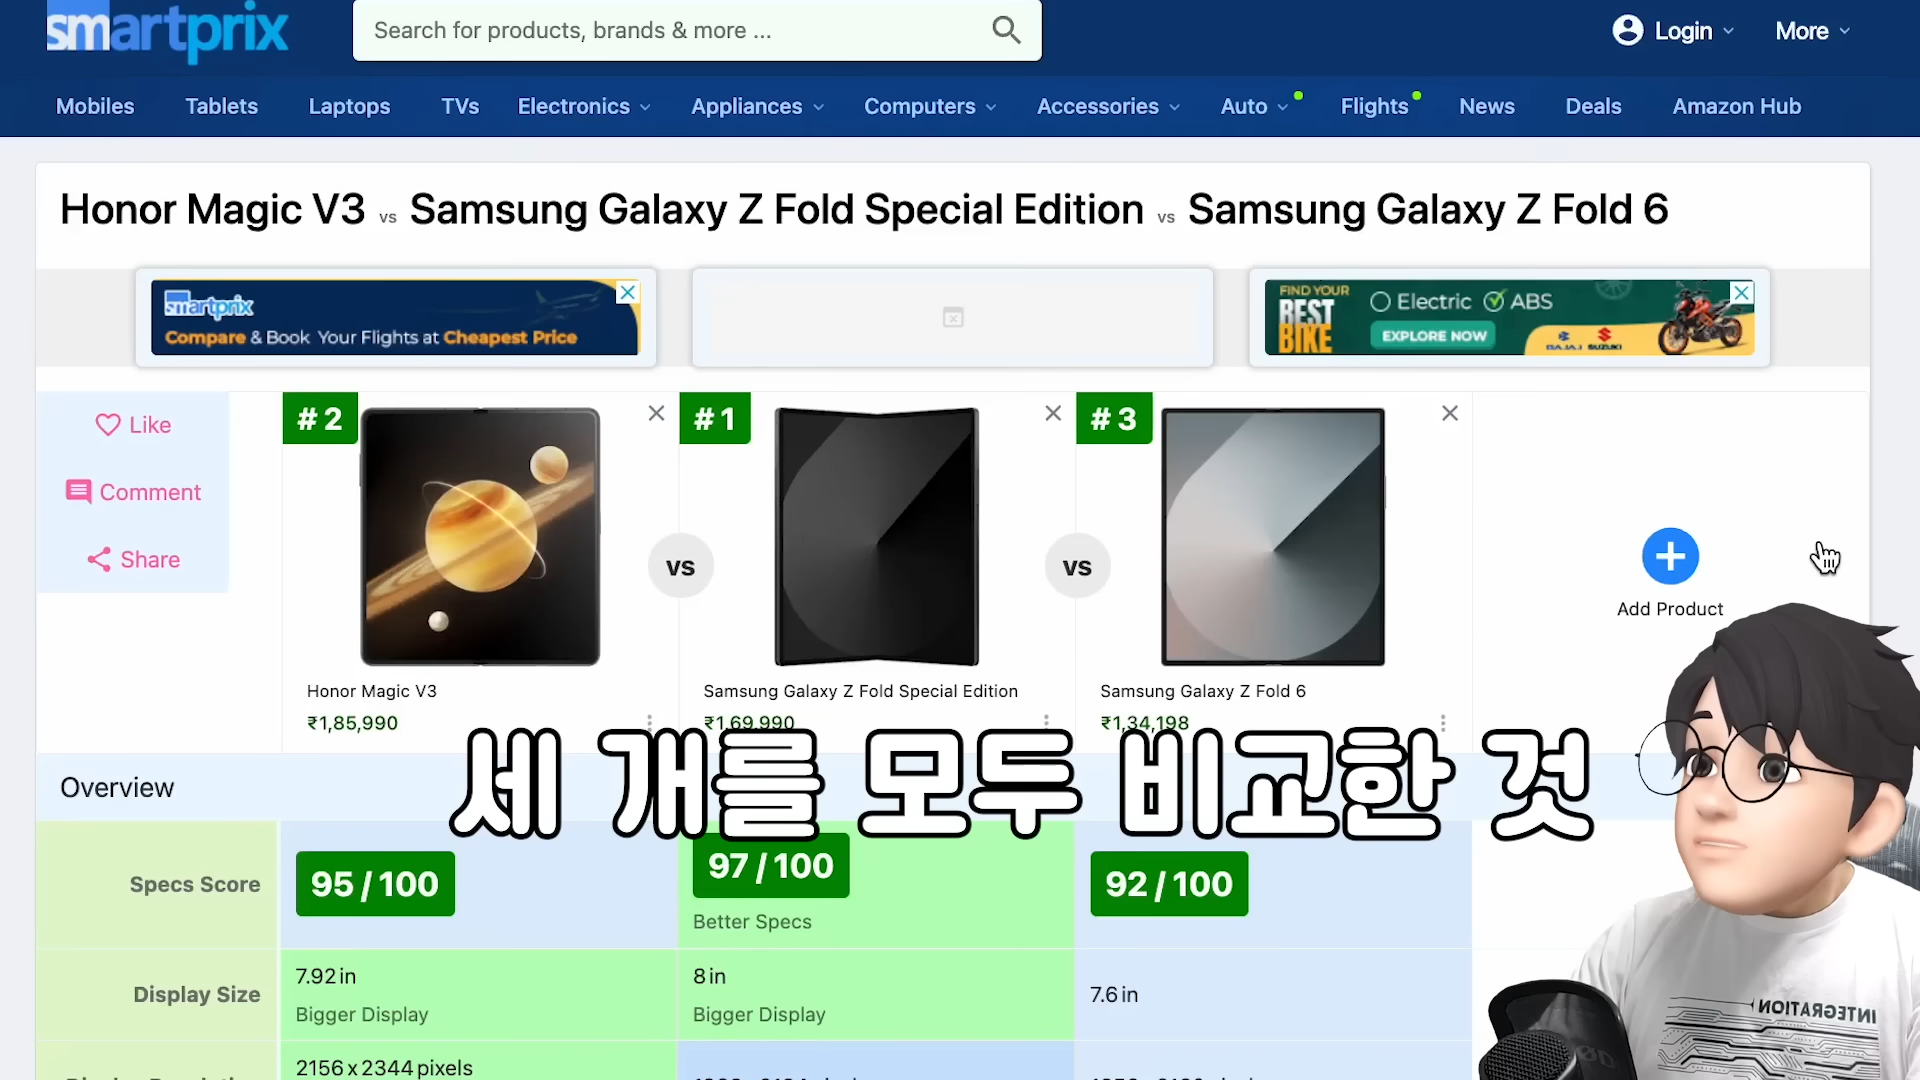 smartprix
Search for products, brands & more ...
Login
More
Mobiles
Tablets
Laptops
TVs
Electronics
Appliances
Computers
Accessories
Auto
Flights
News
Deals
Amazon Hub
Honor Magic V3 vs Samsung Galaxy Z Fold Special Edition vs Samsung Galaxy Z Fold 6
smartprix
Compare & Book Your Flights at Cheapest Price
FIND YOUR
BEST
BIKE
Electric
ABS
EXPLORE NOW
BAJAJ
SUZUKI
Like
Comment
Share
#2
#1
#3
vs
vs
Add Product
Honor Magic V3
Samsung Galaxy Z Fold Special Edition
Samsung Galaxy Z Fold 6
₹1,85,990
₹1,69,990
₹1,34,198
세 개를 모두 비교한 것
Overview
Specs Score
95/100
97/100
Better Specs
92/100
Display Size
7.92 in
Bigger Display
8 in
Bigger Display
7.6 in
2156 x 2344 pixels
INTEGRATION